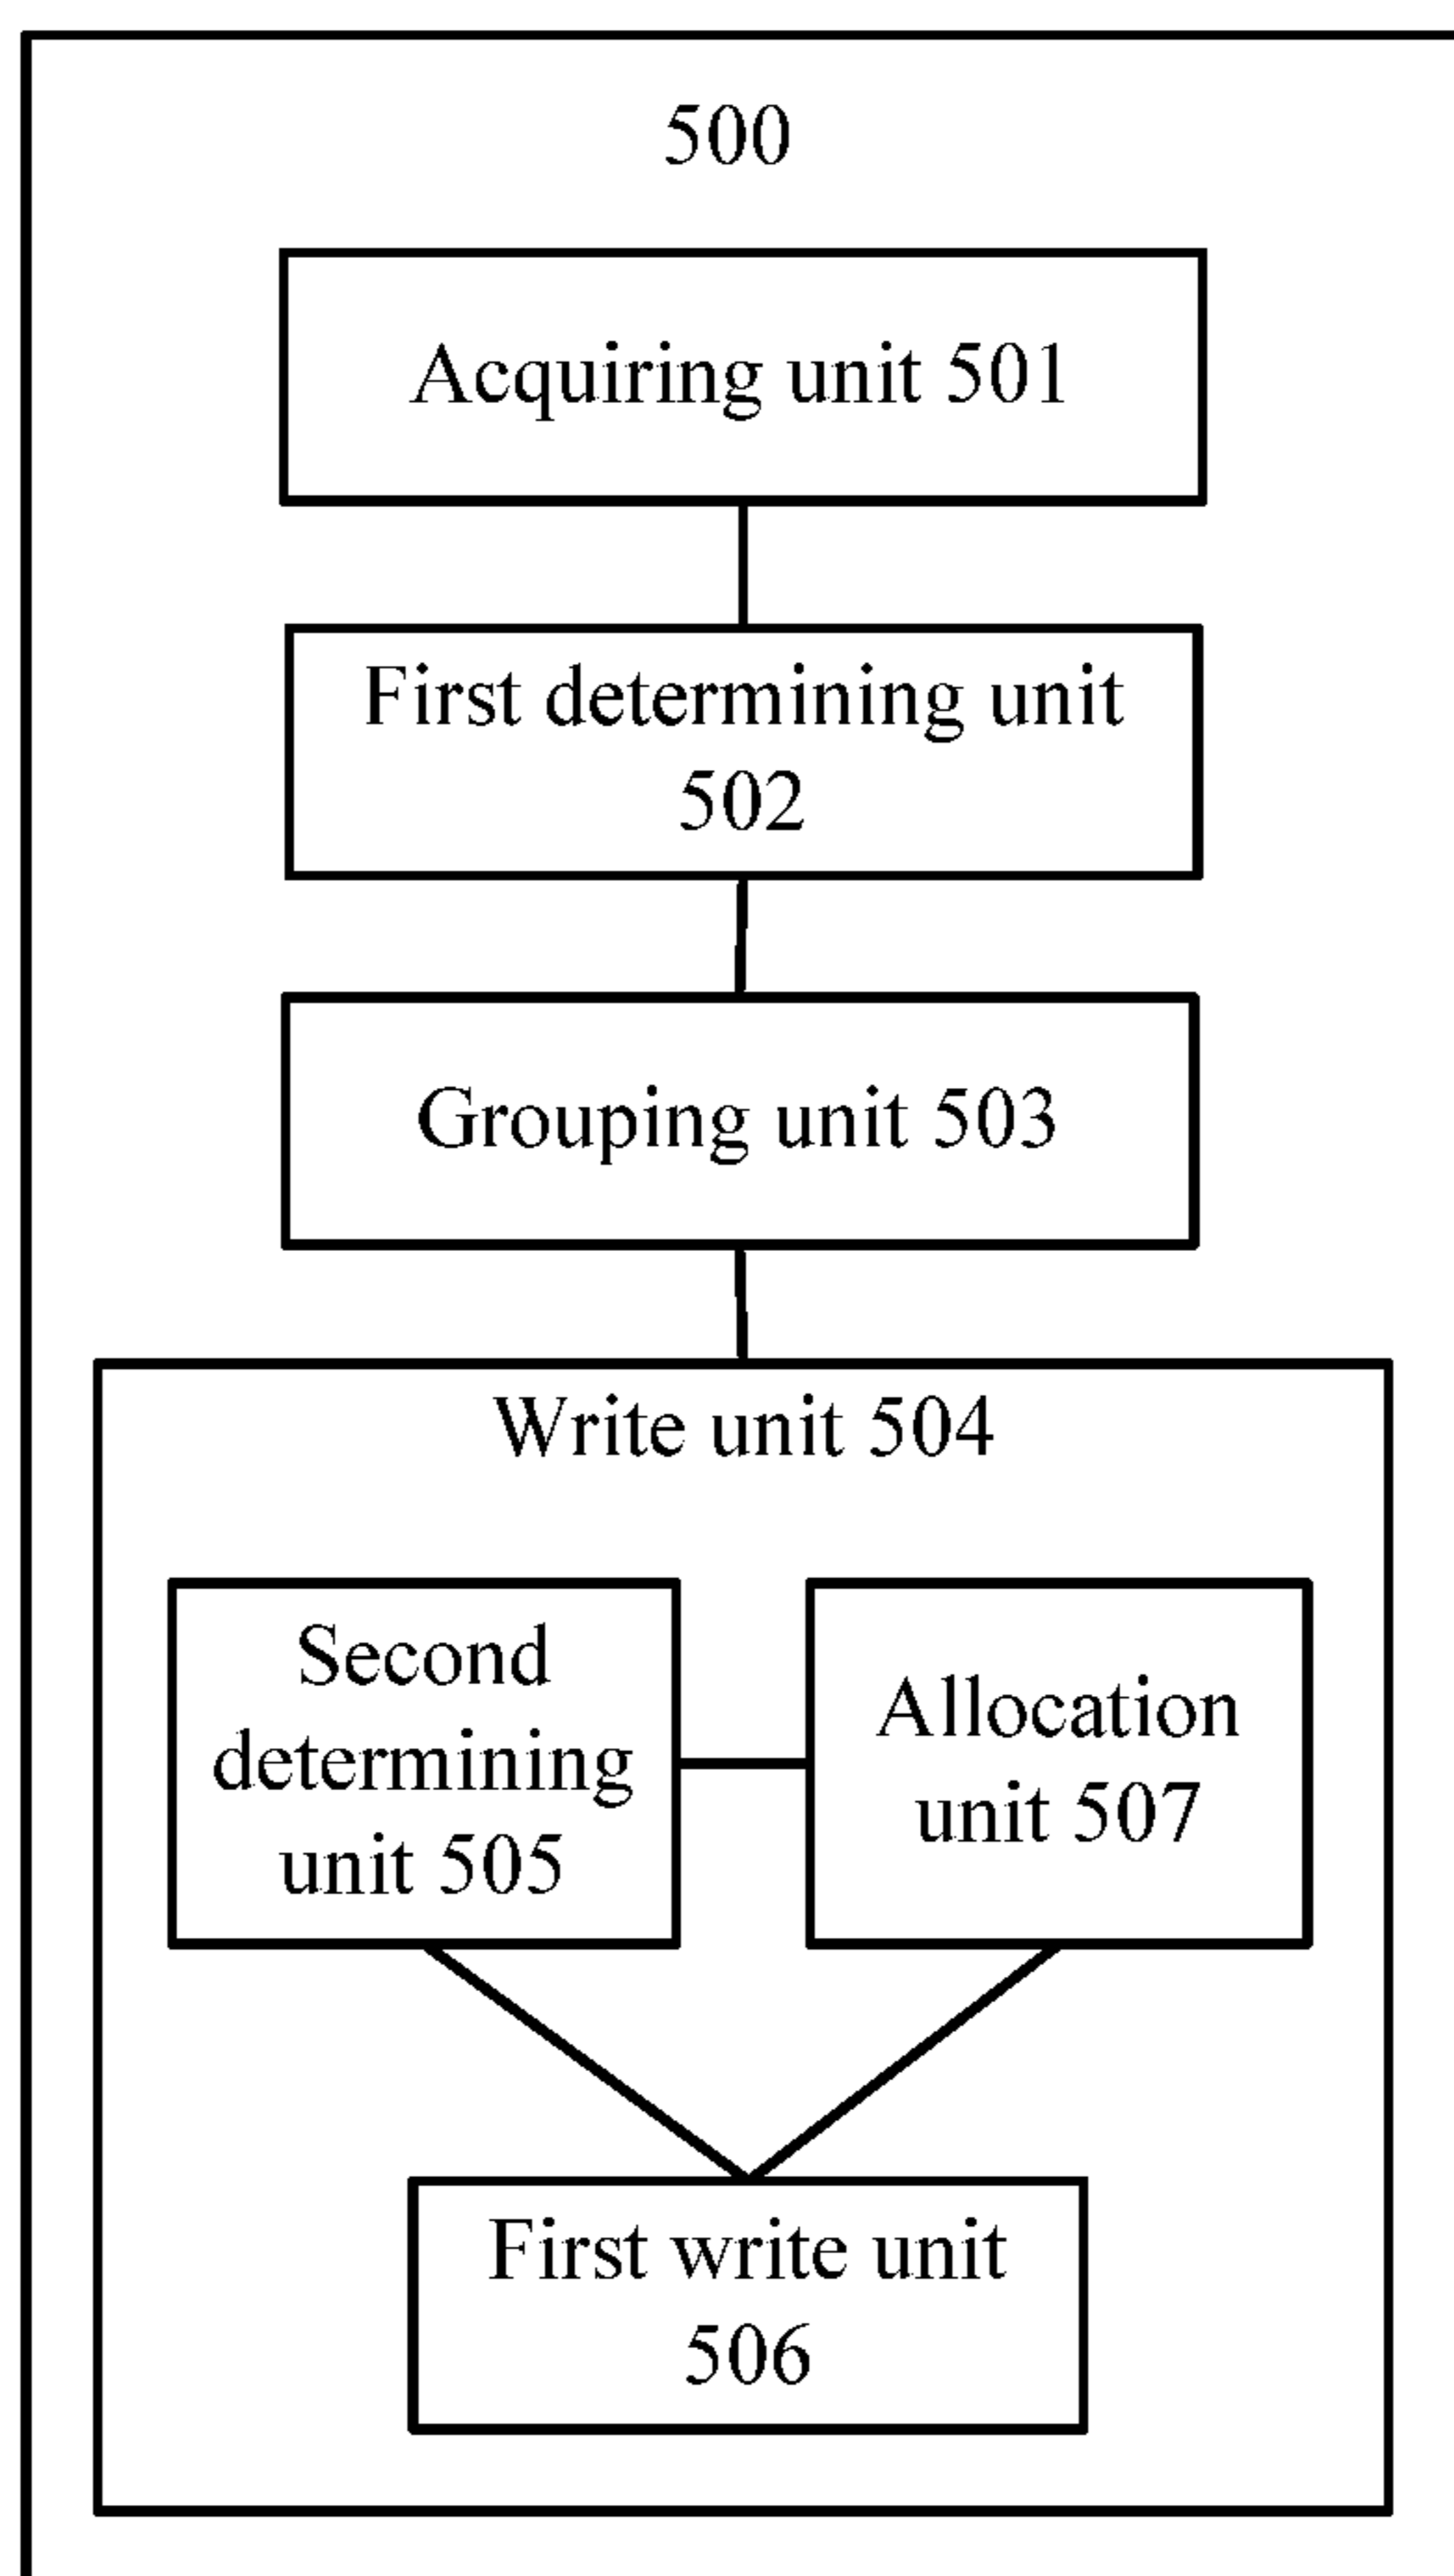 500
Acquiring unit 501
First determining unit
502
Grouping unit 503
Write unit 504
Second
determining
unit 505
Allocation
unit 507
First write unit
506